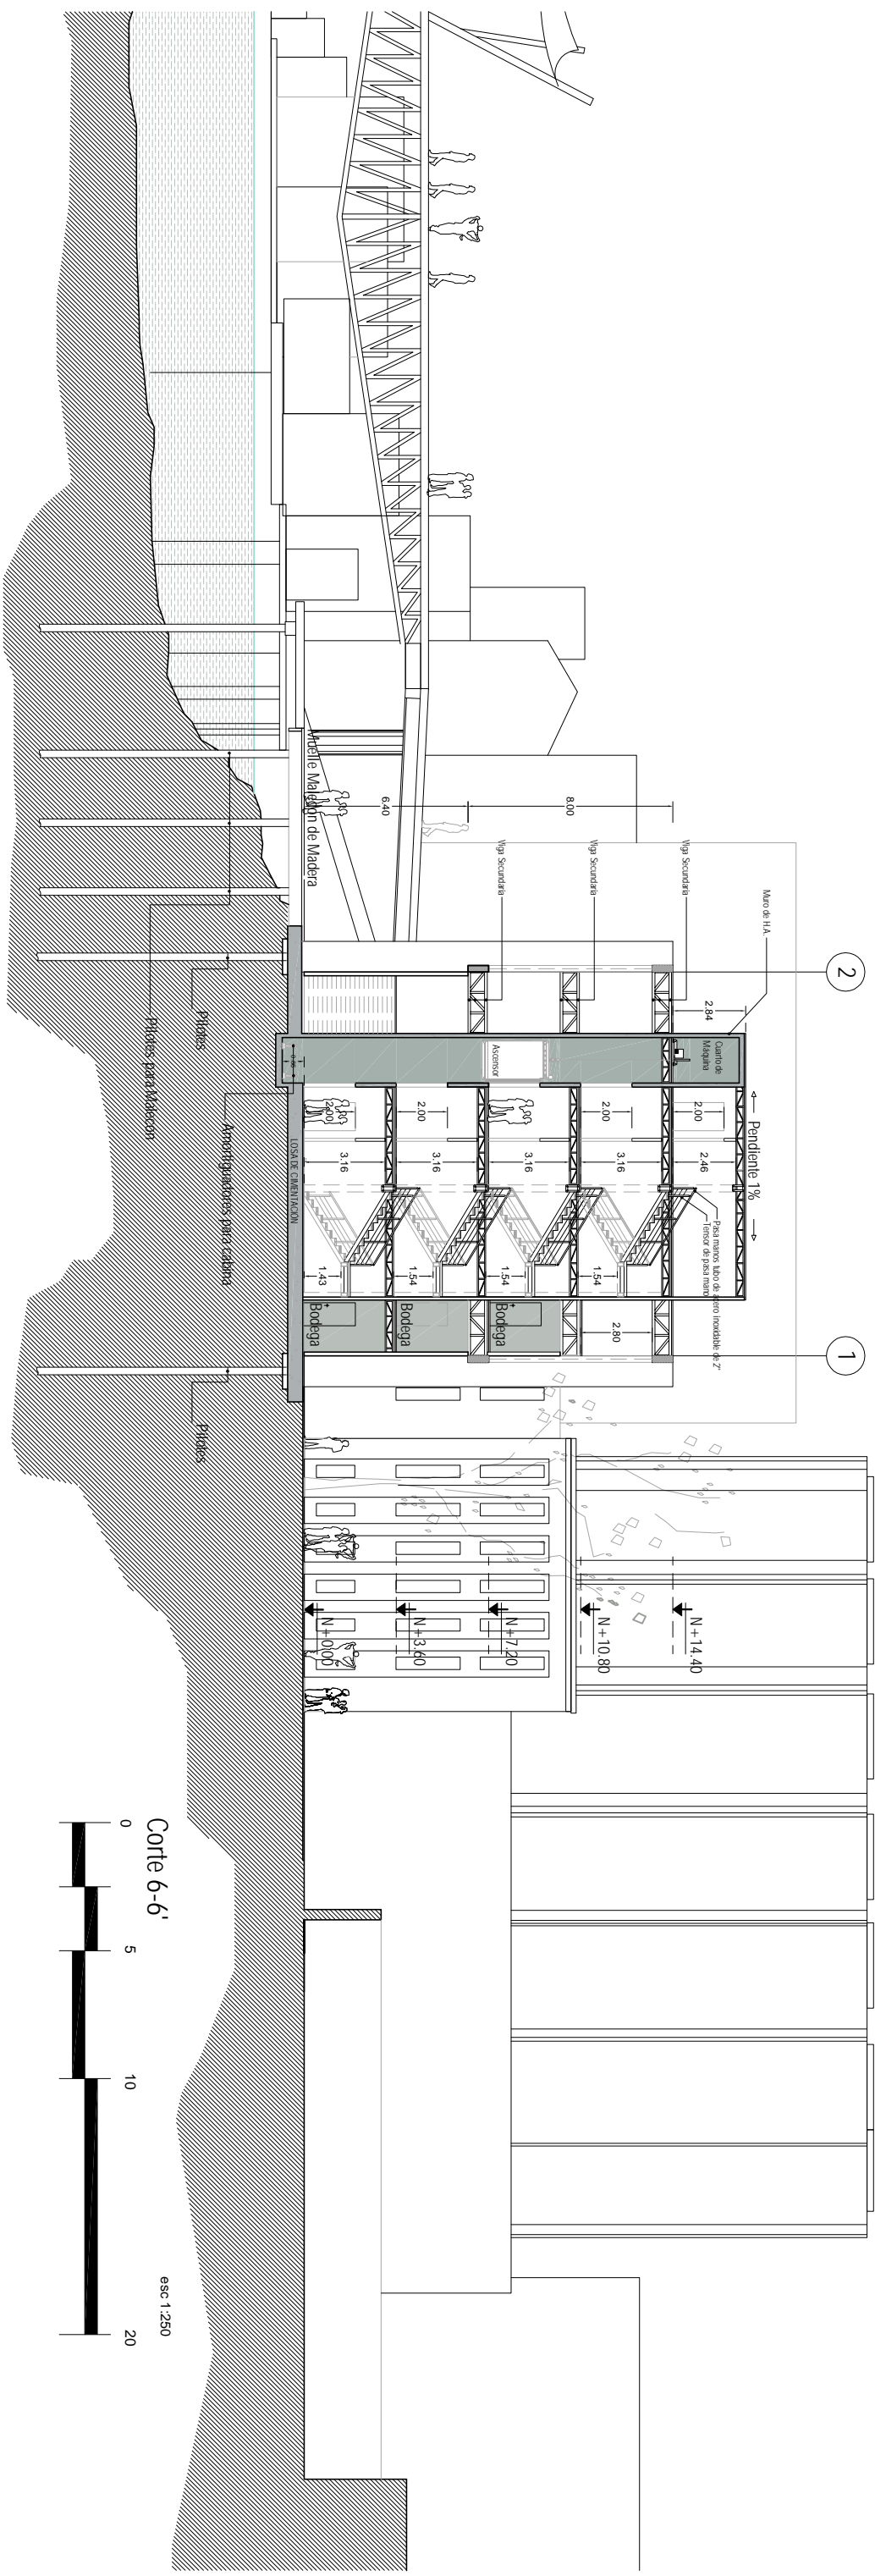 2
1
Muro de H.A.
Viga Secundaria
Viga Secundaria
Viga Secundaria
8.00
6.40
2.84
Cuarto de
Máquina
Ascensor
Pendiente 1%
Pasa manos tubo de acero inoxidable de 2"
Tensor de pasa mano
2.00
2.00
2.00
2.00
2.46
3.16
3.16
3.16
3.16
1.54
1.54
1.54
1.43
2.80
Bodega
Bodega
Bodega
N+14.40
N+10.80
N+7.20
N+3.60
N+0.00
Muelle Malecón de Madera
LOSA DE CIMENTACIÓN
Pilotes para Malecón
Pilotes
Amortiguadores para cabina
Pilotes
Corte 6-6'
0
5
10
20
esc 1:250